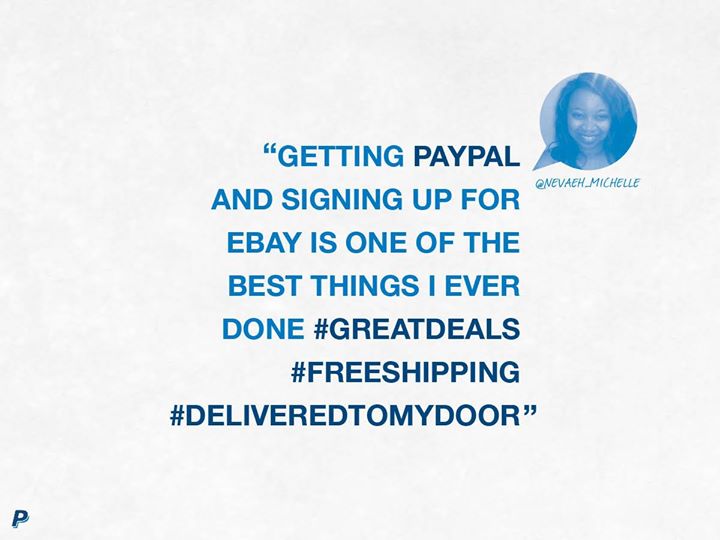 “GETTING PAYPAL
AND SIGNING UP FOR
EBAY IS ONE OF THE
BEST THINGS I EVER
DONE #GREATDEALS
#FREESHIPPING
#DELIVEREDTOMYDOOR”
@NEVAEH_MICHELLE
P